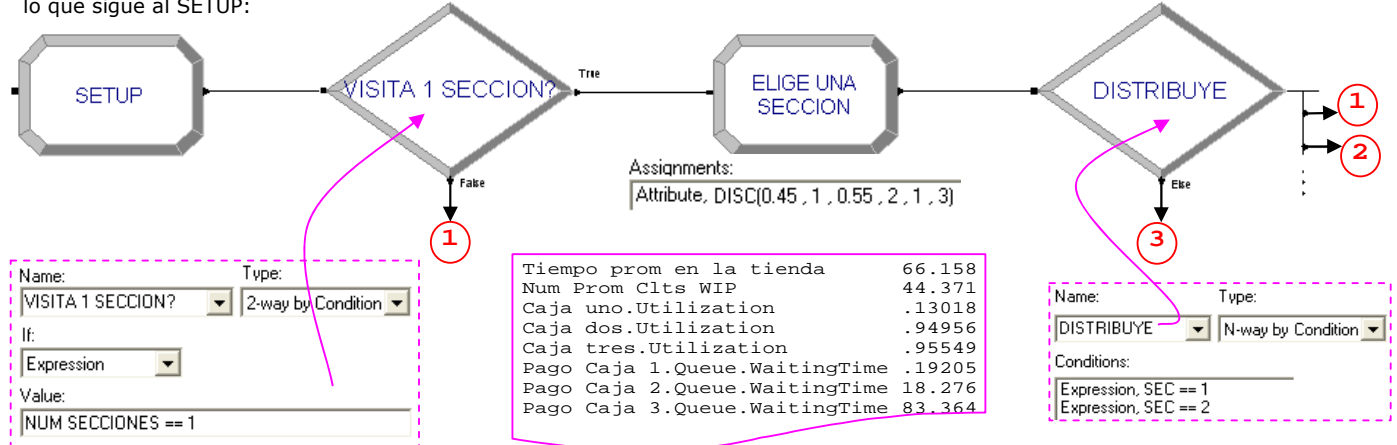 lo que sigue al SETUP:
SETUP
VISITA 1 SECCION?
True
False
1
ELIGE UNA
SECCION
Assignments:
Attribute, DISC(0.45 , 1 , 0.55 , 2 , 1 , 3)
DISTRIBUYE
Else
1
2
3
Name:
Type:
VISITA 1 SECCION?
2-way by Condition
If:
Expression
Value:
NUM SECCIONES == 1
Tiempo prom en la tienda 66.158
Num Prom Clts WIP 44.371
Caja uno.Utilization .13018
Caja dos.Utilization .94956
Caja tres.Utilization .95549
Pago Caja 1.Queue.WaitingTime .19205
Pago Caja 2.Queue.WaitingTime 18.276
Pago Caja 3.Queue.WaitingTime 83.364
Name:
Type:
DISTRIBUYE
N-way by Condition
Conditions:
Expression, SEC == 1
Expression, SEC == 2